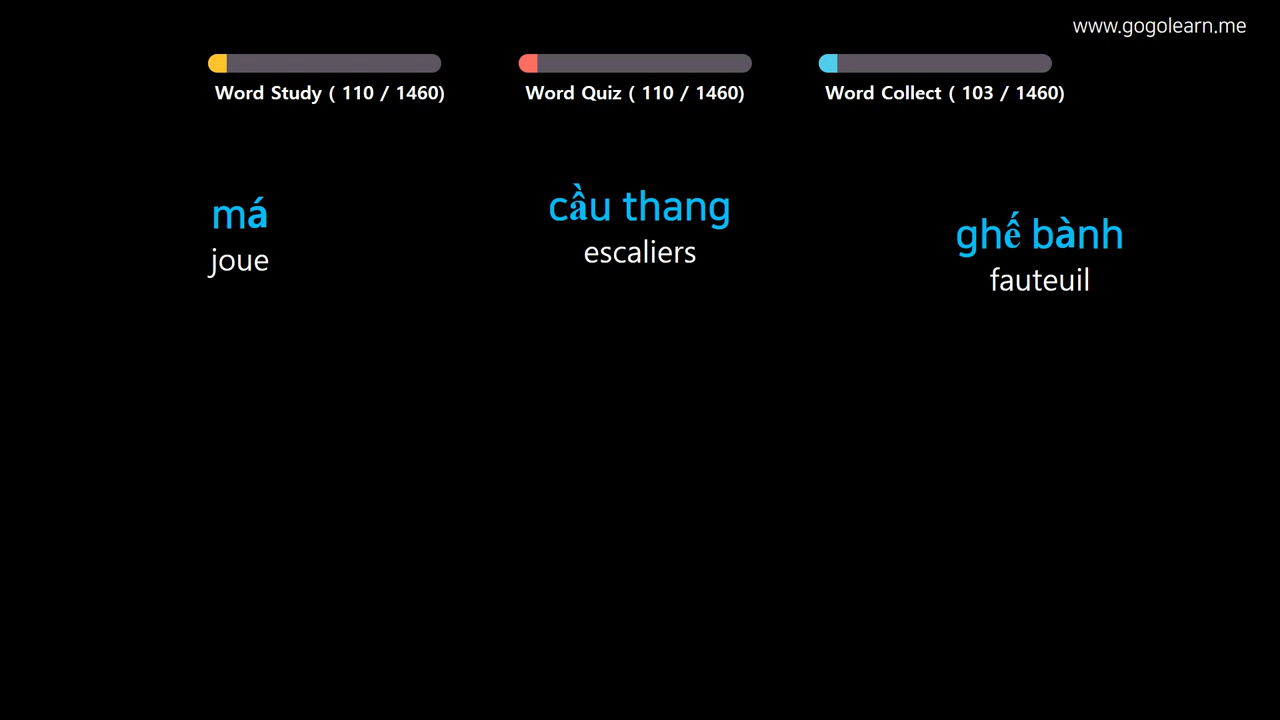 www.gogolearn.me
Word Study ( 110 / 1460)
Word Quiz ( 110 / 1460)
Word Collect ( 103 / 1460)
má
joue
cầu thang
escaliers
ghế bành
fauteuil